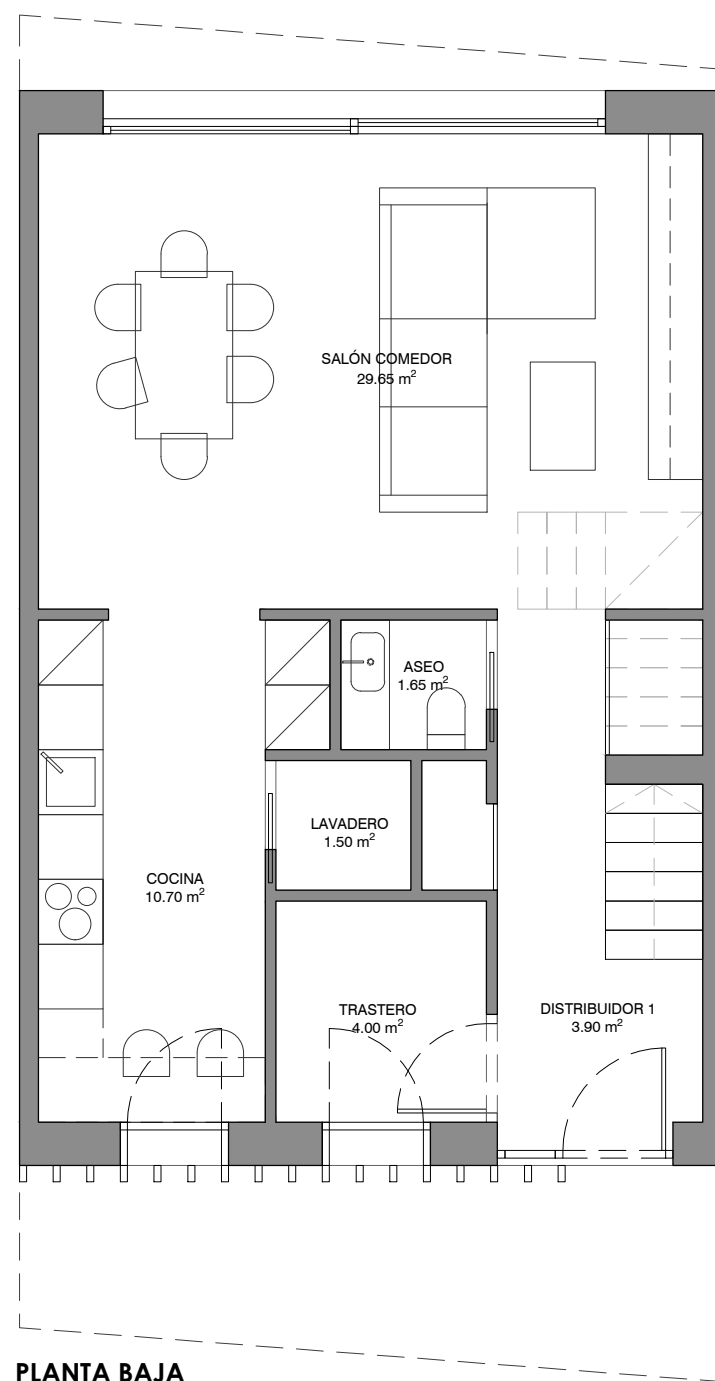 SALÓN COMEDOR
29.65 m²
ASEO
1.65 m²
LAVADERO
1.50 m²
COCINA
10.70 m²
TRASTERO
4.00 m²
DISTRIBUIDOR 1
3.90 m²
PLANTA BAJA